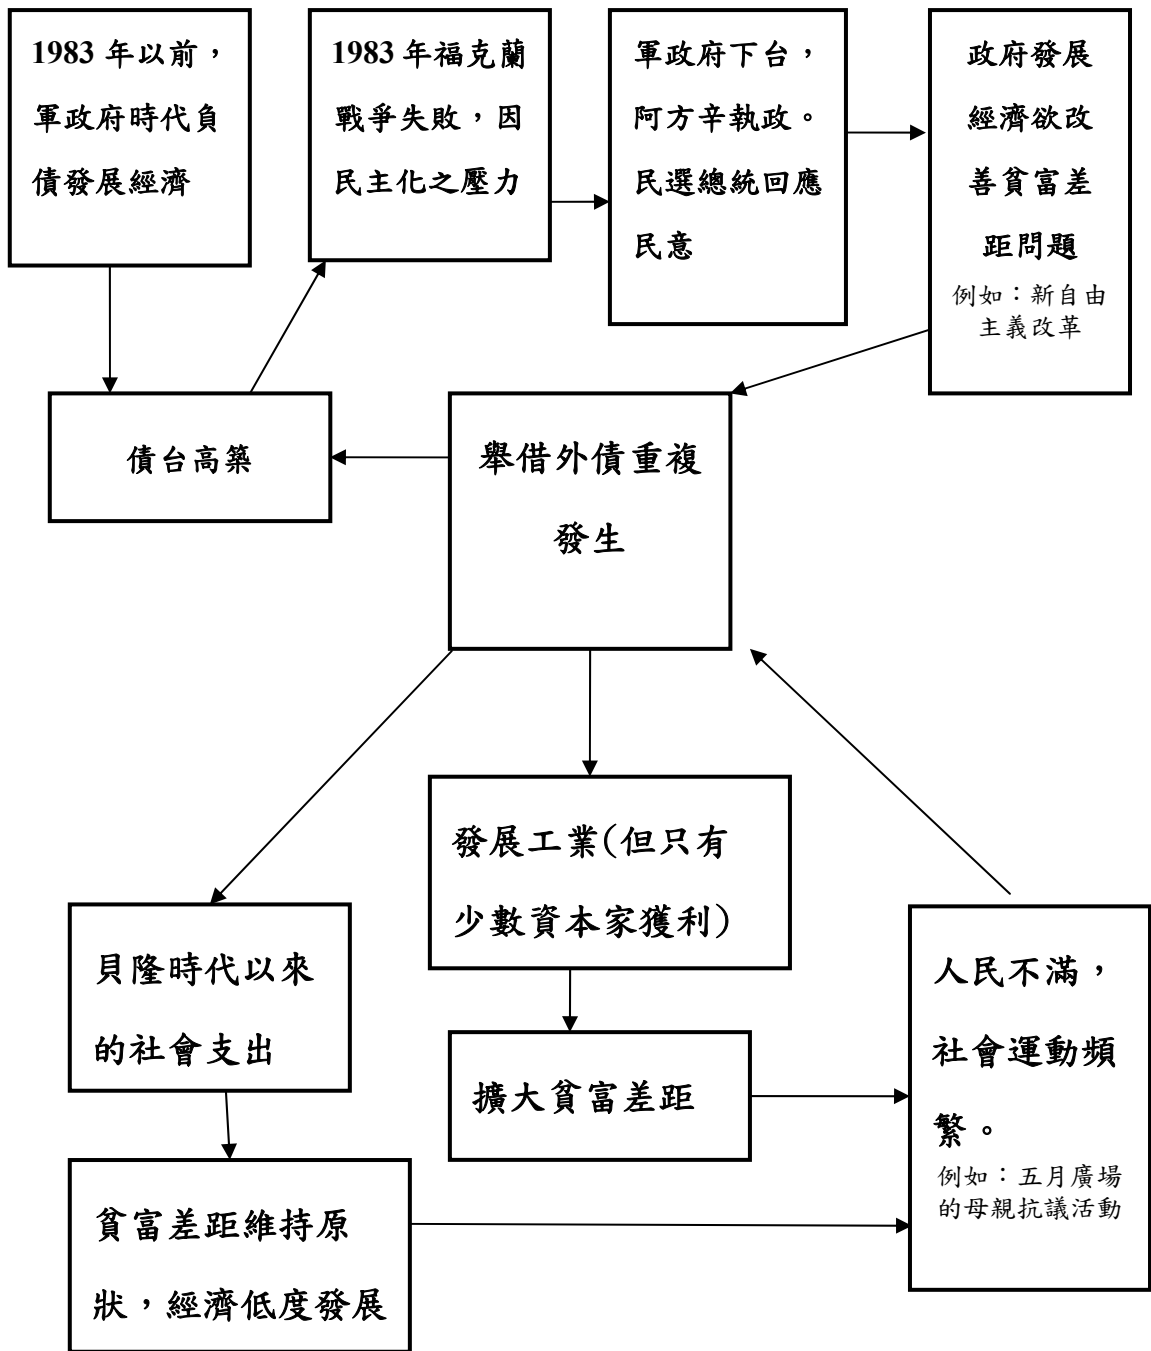 1983 年以前，
軍政府時代負
債發展經濟
1983 年福克蘭
戰爭失敗，因
民主化之壓力
軍政府下台，
阿方辛執政。
民選總統回應
民意
政府發展
經濟欲改
善貧富差
距問題
例如：新自由
主義改革
債台高築
舉借外債重複
發生
發展工業(但只有
少數資本家獲利)
貝隆時代以來
的社會支出
擴大貧富差距
人民不滿，
社會運動頻
繁。
例如：五月廣場
的母親抗議活動
貧富差距維持原
狀，經濟低度發展